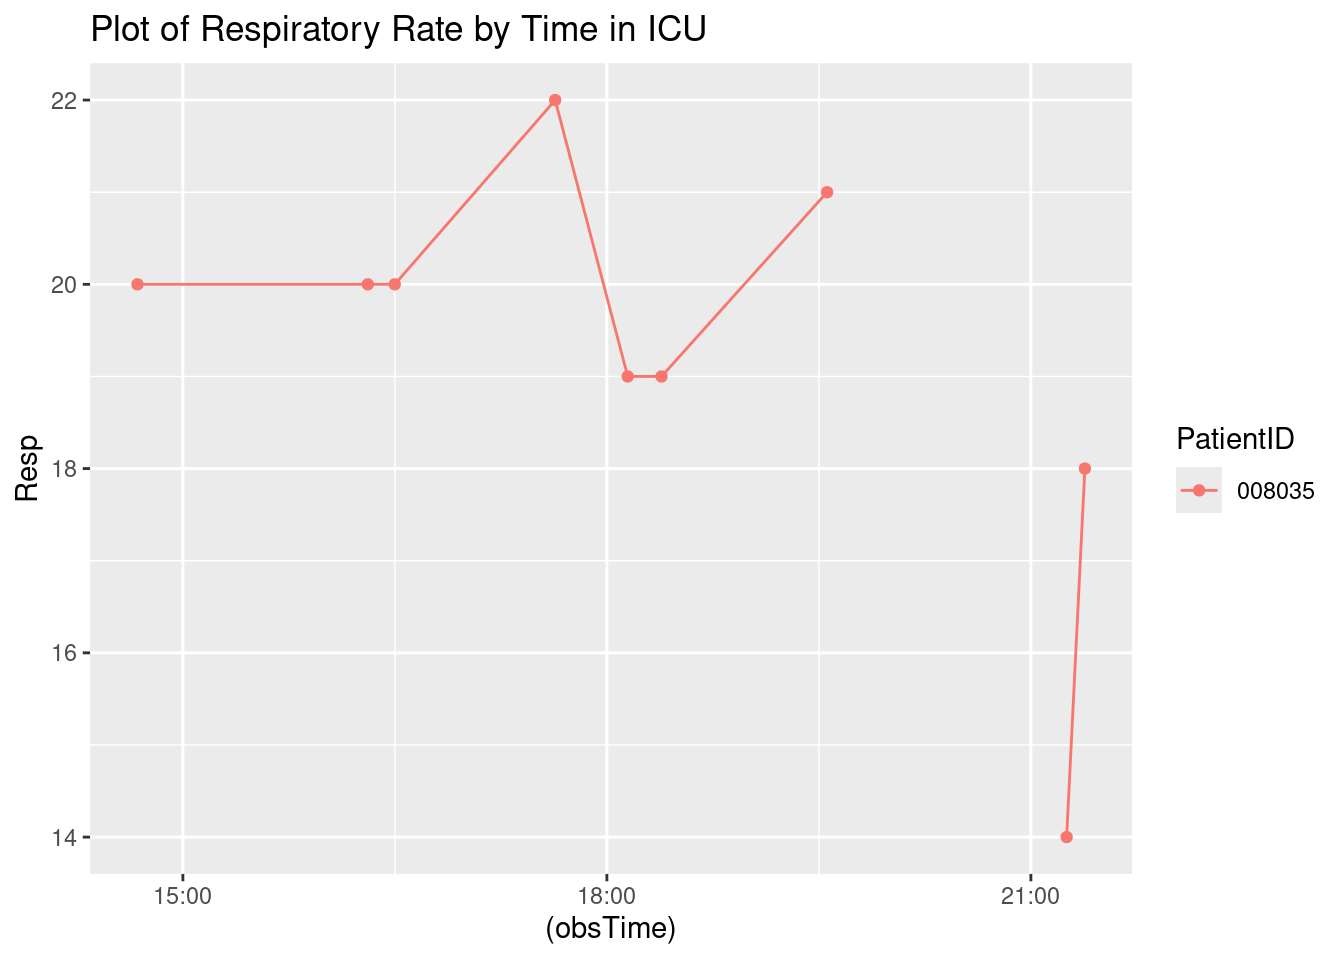 Plot of Respiratory Rate by Time in ICU
22
20
18
16
14
Resp
15:00
18:00
21:00
(obsTime)
PatientID
008035